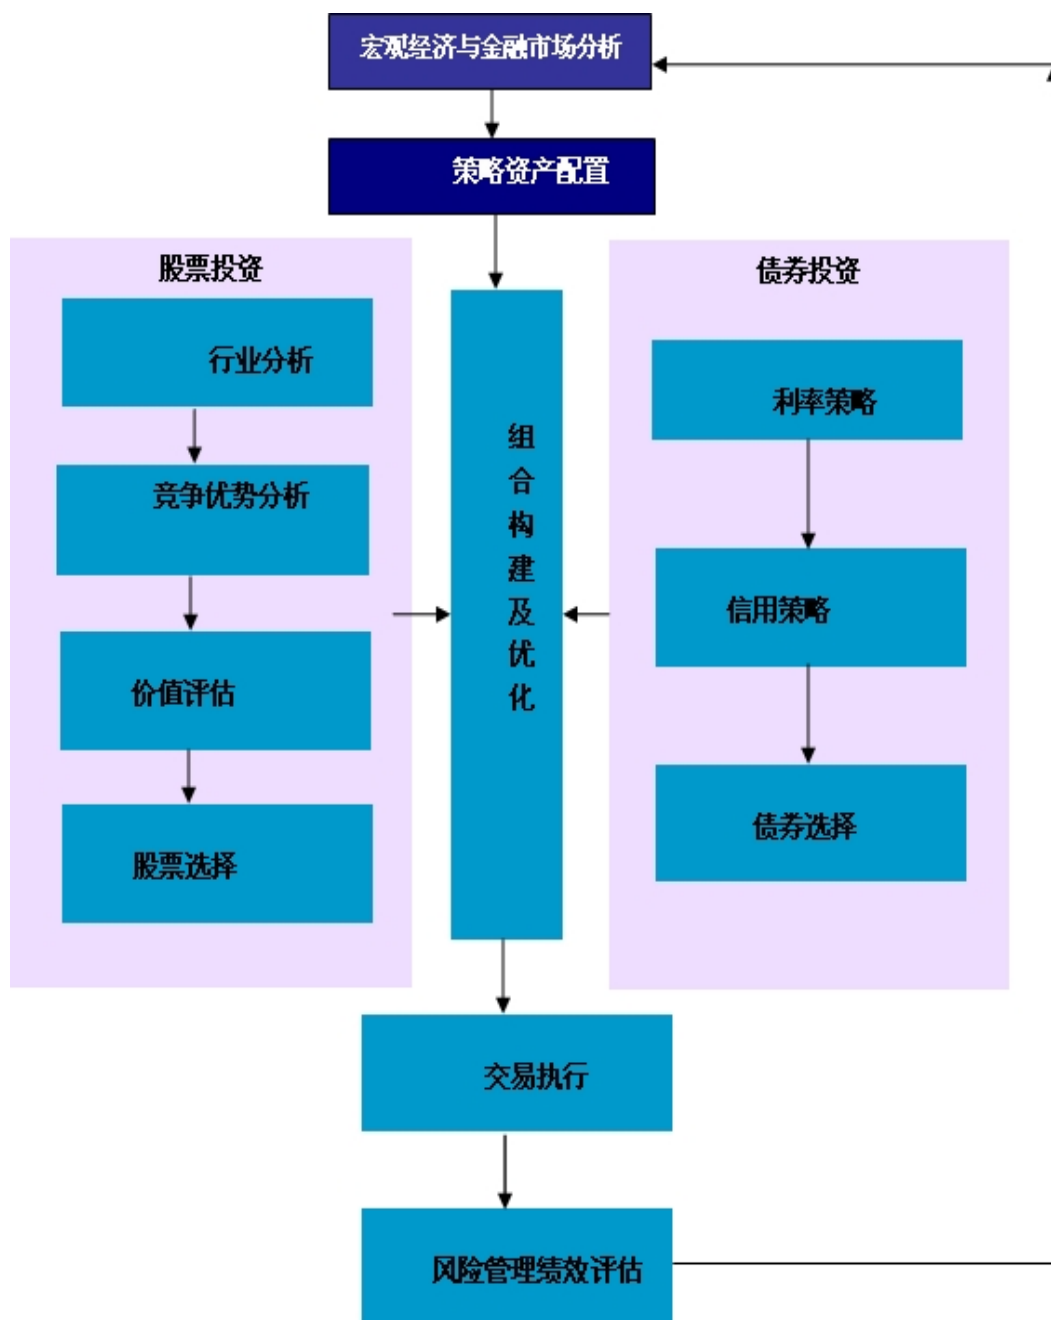 宏观经济与金融市场分析
策略资产配置
股票投资
行业分析
竞争优势分析
价值评估
股票选择
组合构建及优化
债券投资
利率策略
信用策略
债券选择
交易执行
风险管理绩效评估